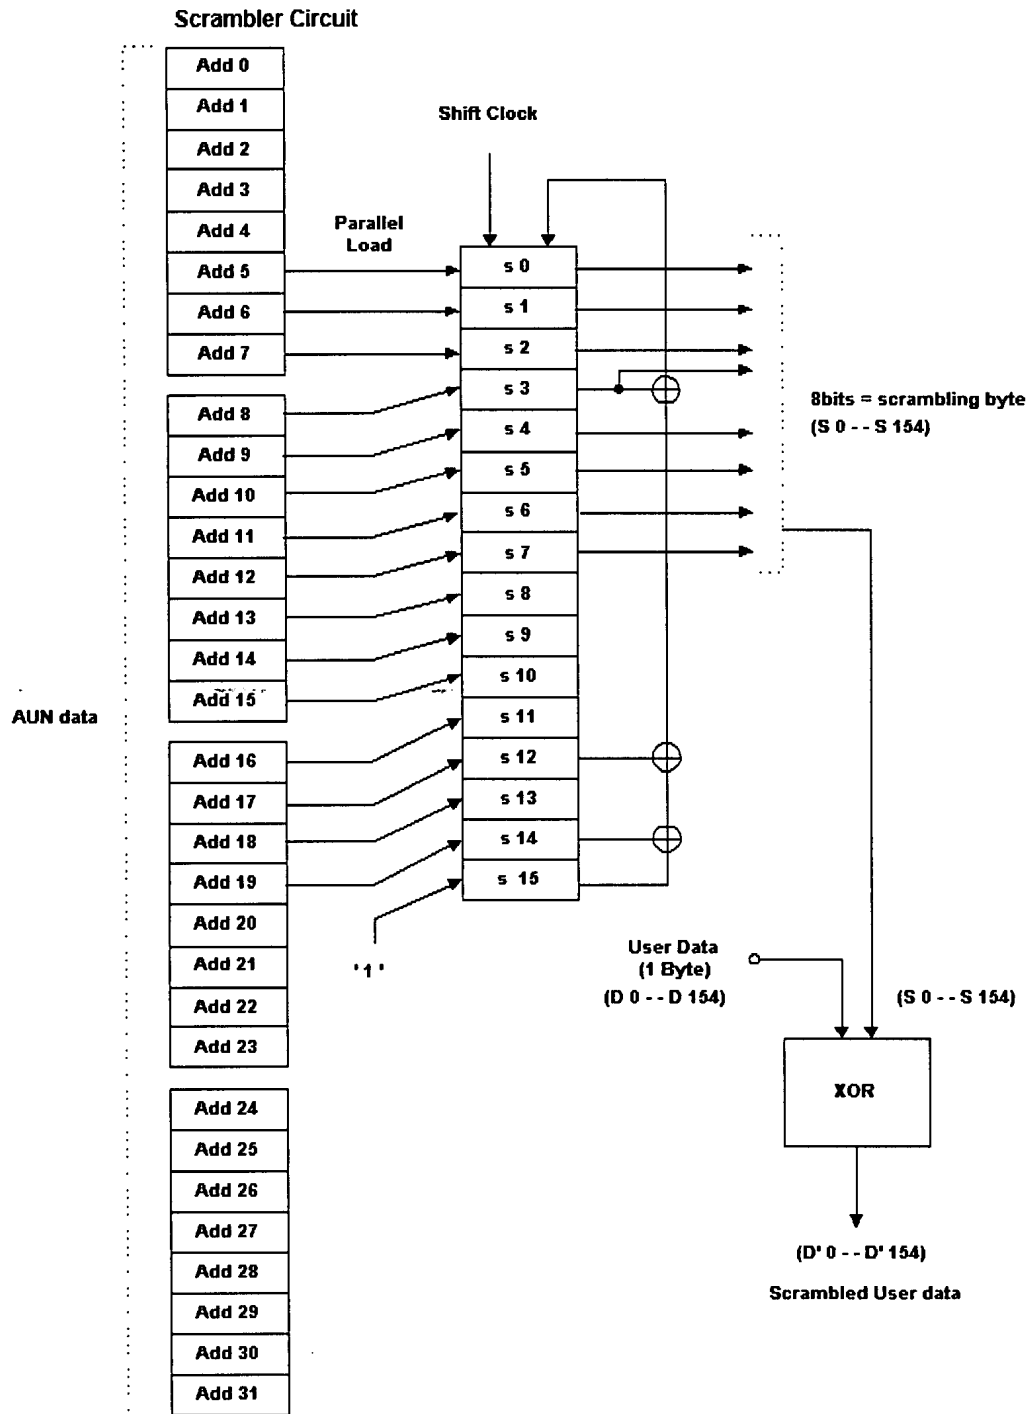 Scrambler Circuit
Add 0
Add 1
Add 2
Add 3
Add 4
Add 5
Add 6
Add 7
Add 8
Add 9
Add 10
Add 11
Add 12
Add 13
Add 14
Add 15
Add 16
Add 17
Add 18
Add 19
Add 20
Add 21
Add 22
Add 23
Add 24
Add 25
Add 26
Add 27
Add 28
Add 29
Add 30
Add 31
AUN data
Parallel
Load
Shift Clock
s 0
s 1
s 2
s 3
s 4
s 5
s 6
s 7
s 8
s 9
s 10
s 11
s 12
s 13
s 14
s 15
'1'
8bits = scrambling byte
(S 0 - - S 154)
User Data
(1 Byte)
(D 0 - - D 154)
(S 0 - - S 154)
XOR
(D' 0 - - D' 154)
Scrambled User data